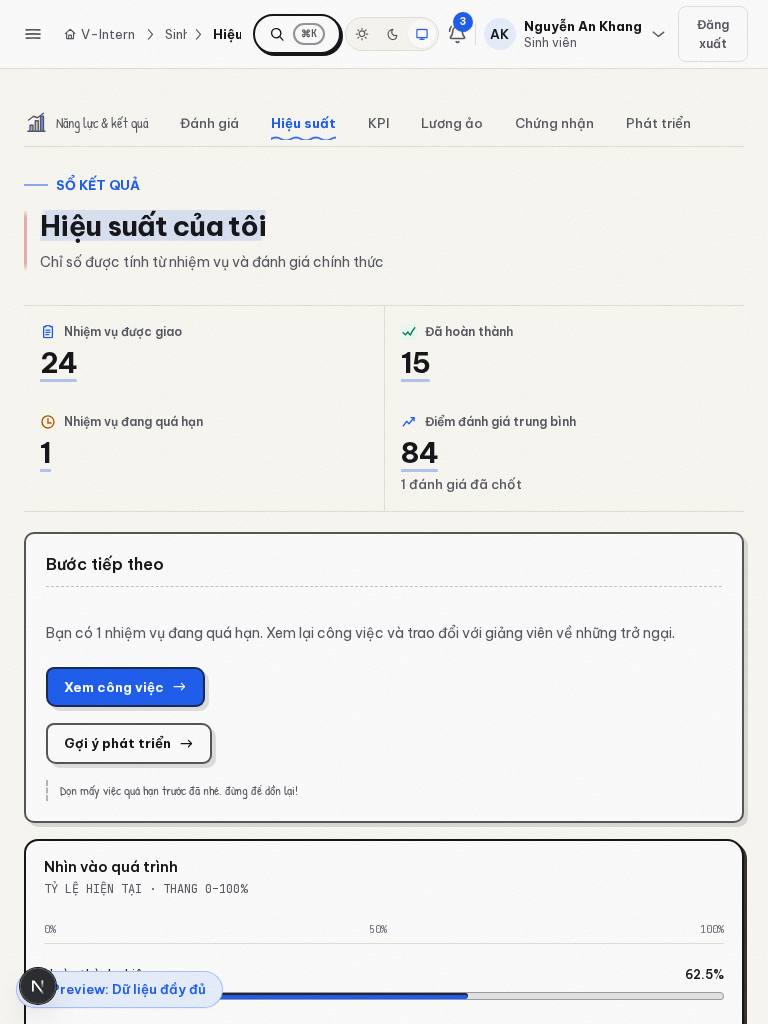 V-Intern > Sinh > Hiệu
⌘K
3
AK
Nguyễn An Khang
Sinh viên
Đăng xuất
Năng lực & kết quả
Đánh giá
Hiệu suất
KPI
Lượng ảo
Chứng nhận
Phát triển
SỔ KẾT QUẢ
Hiệu suất của tôi
Chỉ số được tính từ nhiệm vụ và đánh giá chính thức
Nhiệm vụ được giao
24
Đã hoàn thành
15
Nhiệm vụ đang quá hạn
1
Điểm đánh giá trung bình
84
1 đánh giá đã chốt
Bước tiếp theo
Bạn có 1 nhiệm vụ đang quá hạn. Xem lại công việc và trao đổi với giảng viên về những trở ngại.
Xem công việc →
Gợi ý phát triển →
Dọn mấy việc quá hạn trước đã nhé, đừng để dồn lại!
Nhìn vào quá trình
TỶ LỆ HIỆN TẠI · THANG 0–100%
0%
50%
100%
62.5%
N
Preview: Dữ liệu đầy đủ